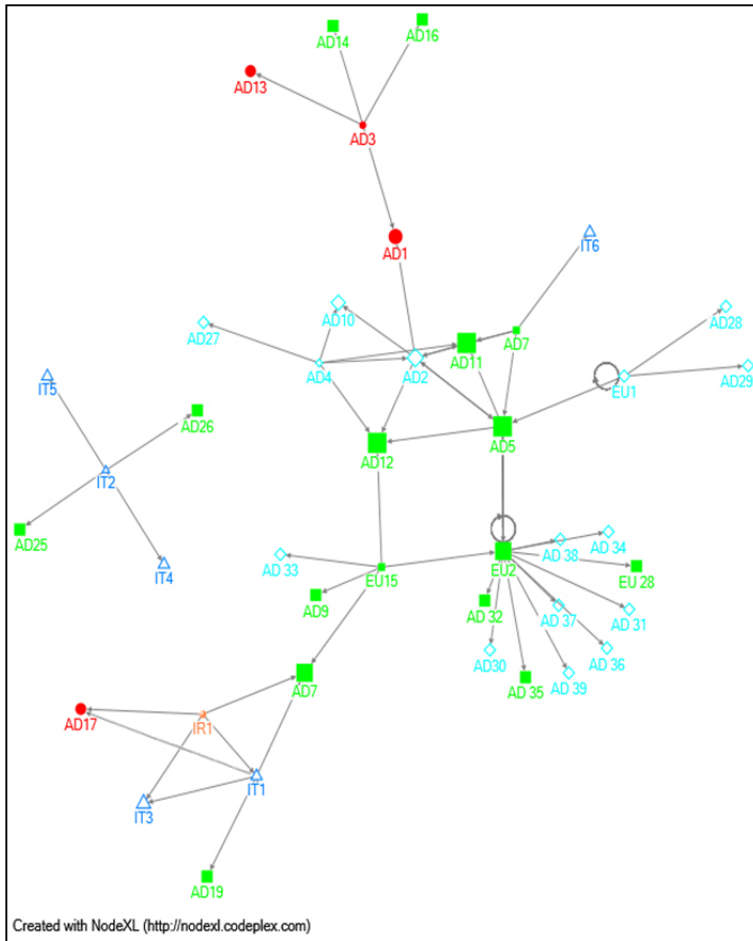 AD16
AD14
AD13
AD3
AD1
IT6
AD28
AD10
AD27
AD7
AD11
AD2
AD4
EU1
AD29
IT5
AD26
AD5
AD12
IT2
AD25
IT4
AD 34
AD 38
EU2
EU 28
AD 33
EU15
AD9
AD 32
AD 37
AD 31
AD30
AD 36
AD 39
AD 35
AD7
AD17
IR1
IT1
IT3
AD19
Created with NodeXL (http://nodexl.codeplex.com)